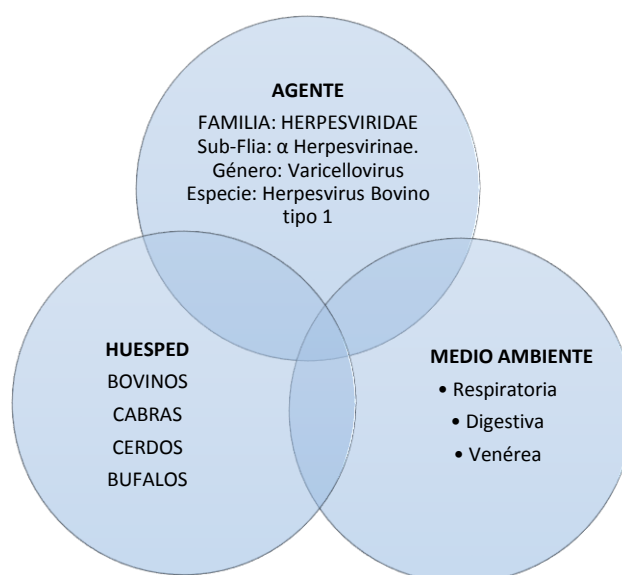 AGENTE
FAMILIA: HERPESVIRIDAE
Sub-Flia: α Herpesvirinae.
Género: Varicellovirus
Especie: Herpesvirus Bovino
tipo 1
HUESPED
BOVINOS
CABRAS
CERDOS
BUFALOS
MEDIO AMBIENTE
• Respiratoria
• Digestiva
• Venérea